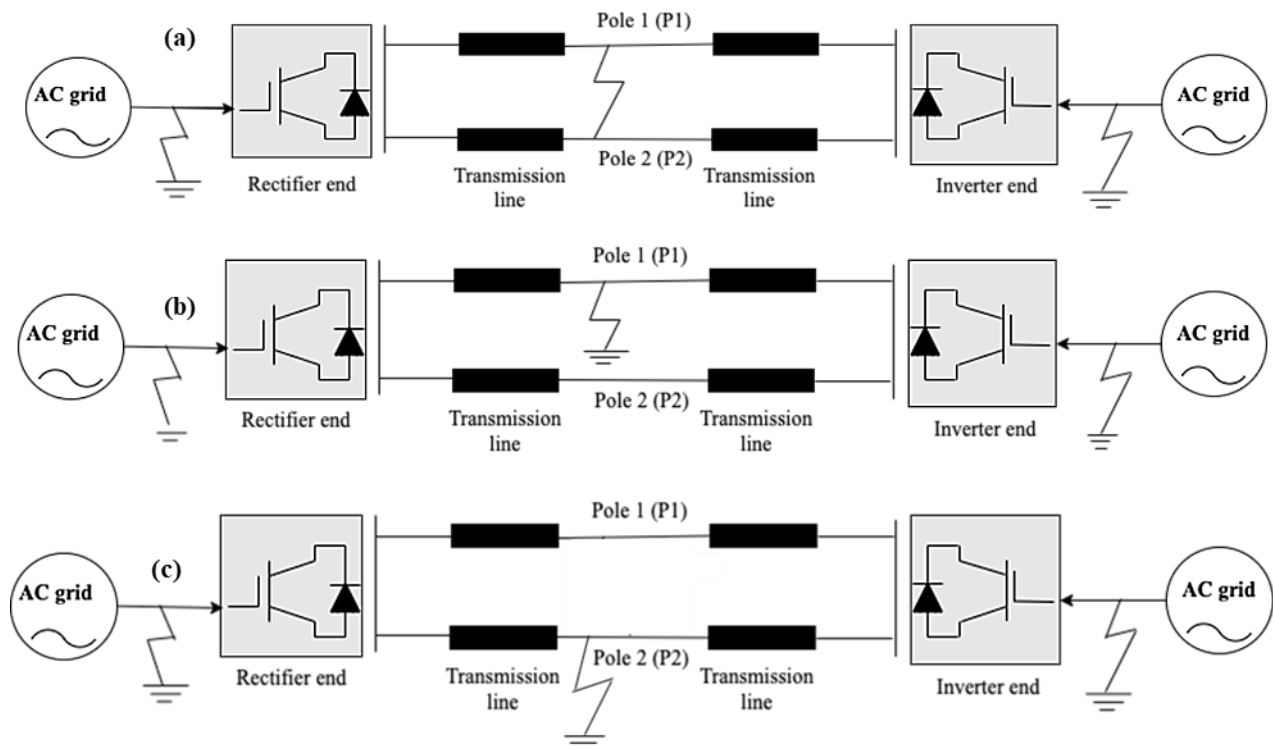 Pole 1 (P1)
(a)
AC grid
AC grid
Pole 2 (P2)
Rectifier end
Transmission
line
Transmission
line
Inverter end
Pole 1 (P1)
(b)
AC grid
AC grid
Pole 2 (P2)
Rectifier end
Transmission
line
Transmission
line
Inverter end
Pole 1 (P1)
(c)
AC grid
AC grid
Pole 2 (P2)
Rectifier end
Transmission
line
Transmission
line
Inverter end